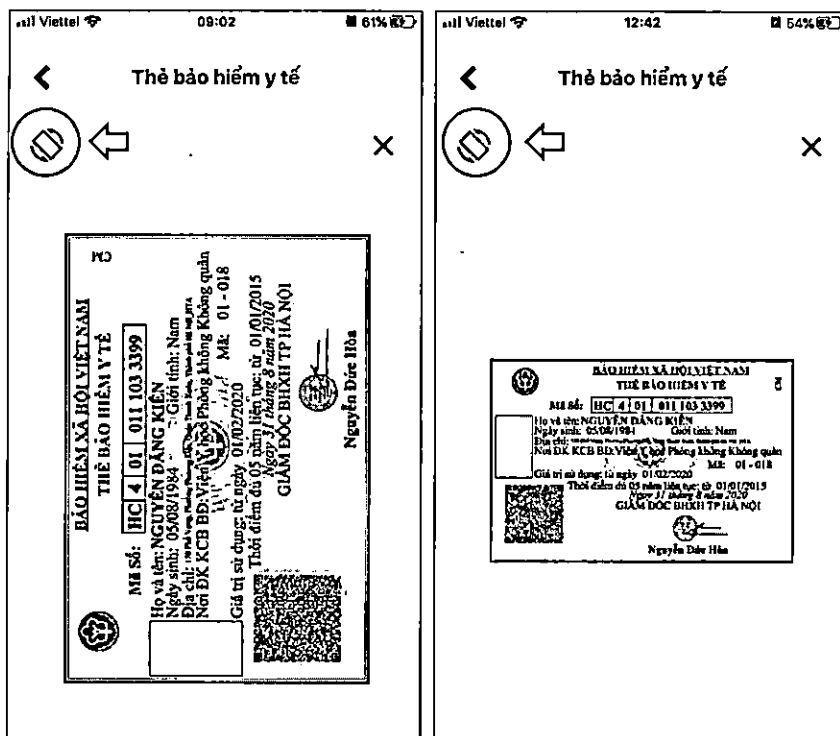 Viettel
09:02
61%
Thẻ bảo hiểm y tế
CM
BẢO HIỂM XÃ HỘI VIỆT NAM
THẺ BẢO HIỂM Y TẾ
Mã Số: HC 4 01 011 103 3399
Họ và tên: NGUYỄN ĐĂNG KIÊN
Ngày sinh: 05/08/1984 Giới tính: Nam
Địa chỉ:
Nơi ĐK KCB BĐ: Viện Y học Phòng không Không quân
Mã: 01 - 018
Giá trị sử dụng: từ ngày 01/02/2020
Thời điểm đủ 05 năm liên tục: từ 01/01/2015
Ngày 31 tháng 8 năm 2020
GIÁM ĐỐC BHXH TP HÀ NỘI
Nguyễn Đức Hòa
Viettel
12:42
54%
Thẻ bảo hiểm y tế
BẢO HIỂM XÃ HỘI VIỆT NAM
CM
THẺ BẢO HIỂM Y TẾ
Mã Số: HC 4 01 011 103 3399
Họ và tên: NGUYỄN ĐĂNG KIÊN
Ngày sinh: 05/08/1984 Giới tính: Nam
Địa chỉ:
Nơi ĐK KCB BĐ: Viện Y học Phòng không Không quân
Mã: 01 - 018
Giá trị sử dụng: từ ngày 01/02/2020
Thời điểm đủ 05 năm liên tục: từ 01/01/2015
Ngày 31 tháng 8 năm 2020
GIÁM ĐỐC BHXH TP HÀ NỘI
Nguyễn Đức Hòa